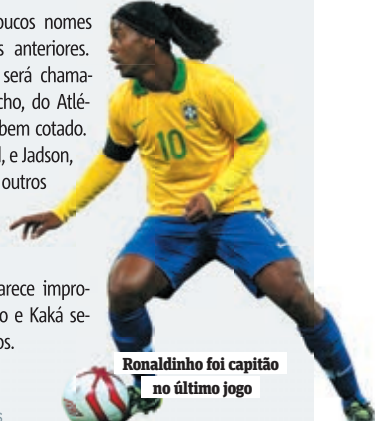 oucos nomes
s anteriores.
será chama-
cho, do Atlé-
bem cotado.
l, e Jadson,
outros
arece impro-
o e Kaká se-
os.
10
Ronaldinho foi capitão
no último jogo